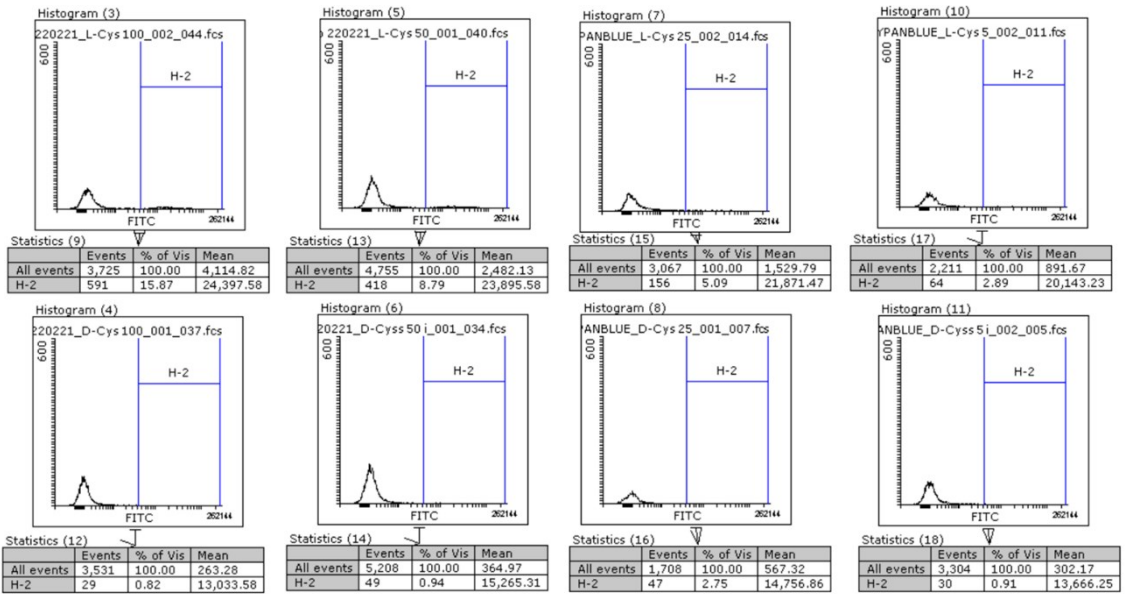 Histogram (3)
220221_L-Cys 100_002_044.fcs
600
H-2
FITC
262144
Statistics (9)
Events % of Vis Mean
All events 3,725 100.00 4,114.82
H-2 591 15.87 24,397.58
Histogram (5)
220221_L-Cys 50_001_040.fcs
600
H-2
FITC
262144
Statistics (13)
Events % of Vis Mean
All events 4,755 100.00 2,482.13
H-2 418 8.79 23,895.58
Histogram (7)
PANBLUE_L-Cys 25_002_014.fcs
600
H-2
FITC
262144
Statistics (15)
Events % of Vis Mean
All events 3,067 100.00 1,529.79
H-2 156 5.09 21,871.47
Histogram (10)
YPANBLUE_L-Cys 5_002_011.fcs
600
H-2
FITC
262144
Statistics (17)
Events % of Vis Mean
All events 2,211 100.00 891.67
H-2 64 2.89 20,143.23
Histogram (4)
220221_D-Cys 100_001_037.fcs
600
H-2
FITC
262144
Statistics (12)
Events % of Vis Mean
All events 3,531 100.00 263.28
H-2 29 0.82 13,033.58
Histogram (6)
220221_D-Cyss 50 i_001_034.fcs
600
H-2
FITC
262144
Statistics (14)
Events % of Vis Mean
All events 5,208 100.00 364.97
H-2 49 0.94 15,265.31
Histogram (8)
PANBLUE_D-Cys 25_001_007.fcs
600
H-2
FITC
262144
Statistics (16)
Events % of Vis Mean
All events 1,708 100.00 567.32
H-2 47 2.75 14,756.86
Histogram (11)
ANBLUE_D-Cyss 5 i_002_005.fcs
600
H-2
FITC
262144
Statistics (18)
Events % of Vis Mean
All events 3,304 100.00 302.17
H-2 30 0.91 13,666.25